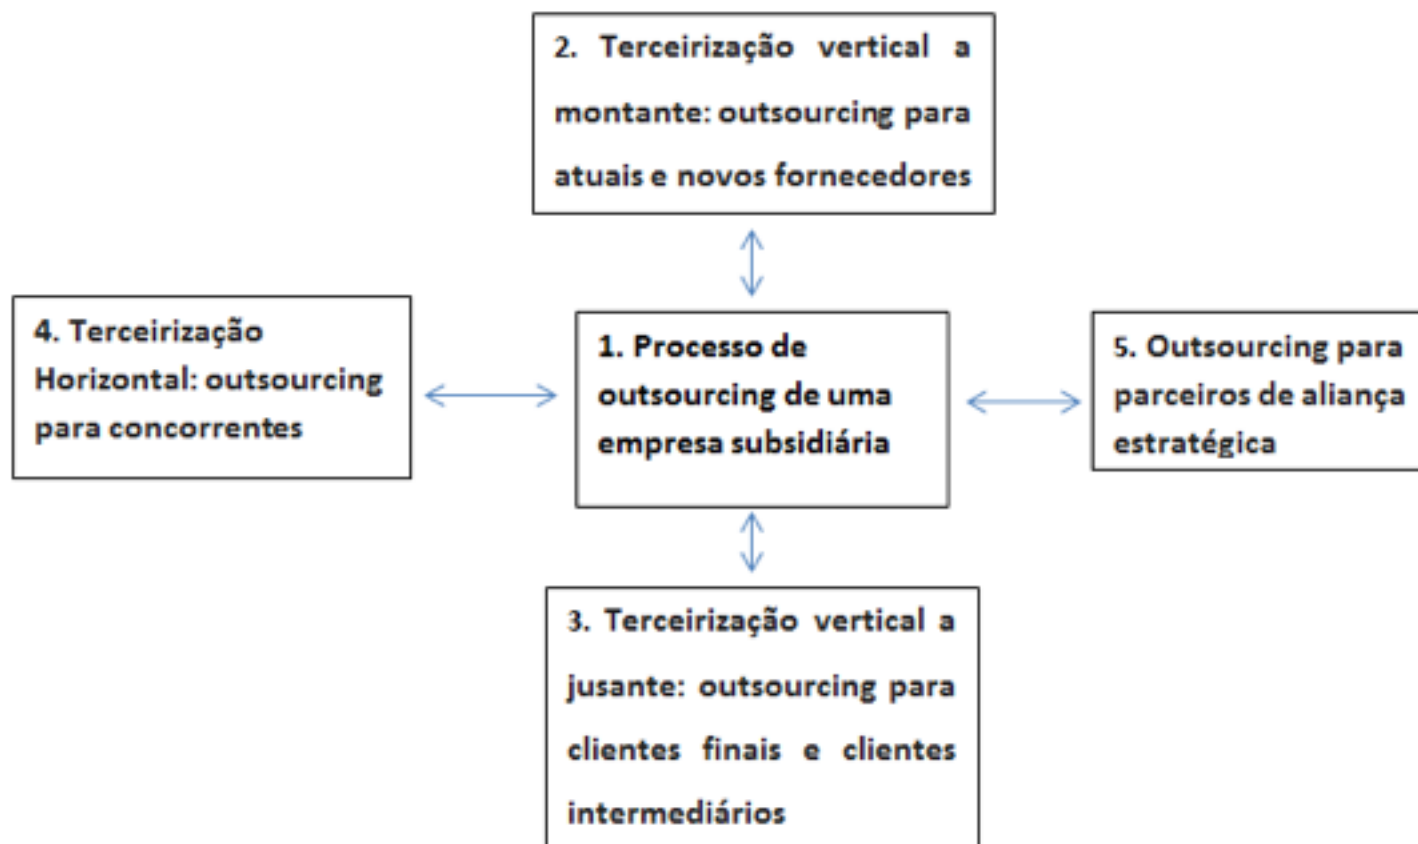 2. Terceirização vertical a
montante: outsourcing para
atuais e novos fornecedores
4. Terceirização
Horizontal: outsourcing
para concorrentes
1. Processo de
outsourcing de uma
empresa subsidiária
5. Outsourcing para
parceiros de aliança
estratégica
3. Terceirização vertical a
jusante: outsourcing para
clientes finais e clientes
intermediários